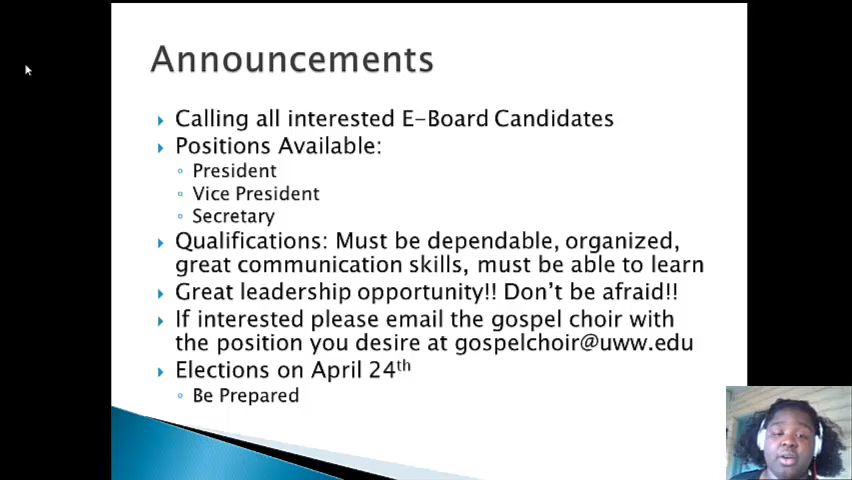 Announcements
Calling all interested E-Board Candidates
Positions Available:
President
Vice President
Secretary
Qualifications: Must be dependable, organized,
great communication skills, must be able to learn
Great leadership opportunity!! Don't be afraid!!
If interested please email the gospel choir with
the position you desire at gospelchoir@uww.edu
Elections on April 24th
Be Prepared